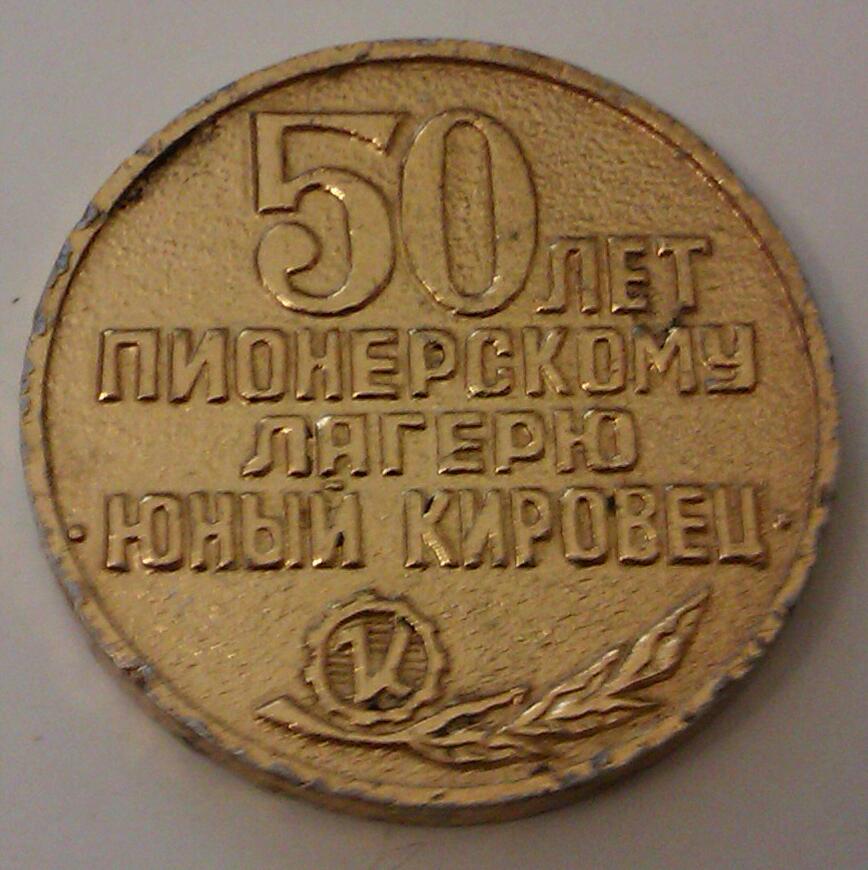 50 ЛЕТ
ПИОНЕРСКОМУ
ЛАГЕРЮ
ЮНЫЙ КИРОВЕЦ
К